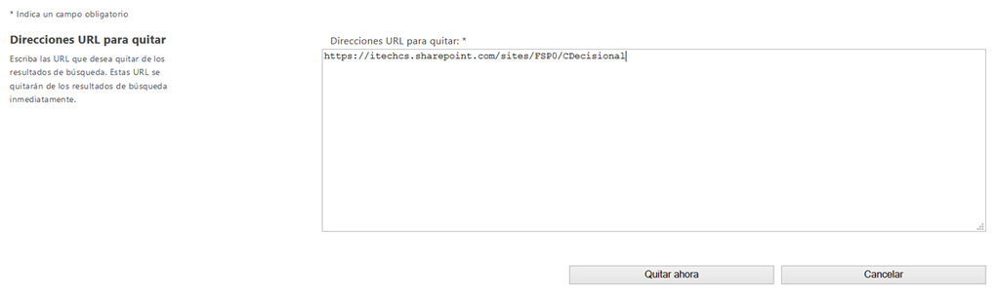 * Indica un campo obligatorio
Direcciones URL para quitar
Escriba las URL que desea quitar de los
resultados de búsqueda. Estas URL se
quitarán de los resultados de búsqueda
inmediatamente.
Direcciones URL para quitar: *
https://itechcs.sharepoint.com/sites/FSP0/CDecisional
Quitar ahora
Cancelar